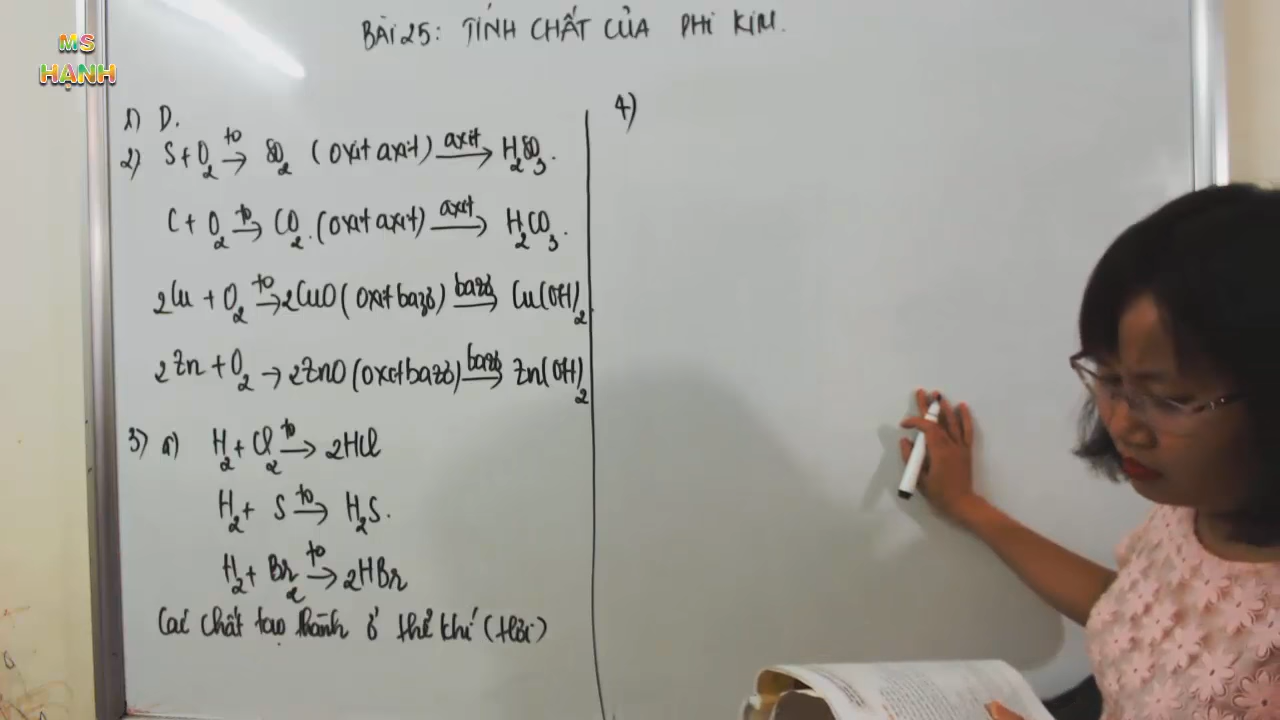 MS
HẠNH
BÀI 25: TÍNH CHẤT CỦA PHI KIM.
1) D.
2) S + O2 to→ SO2 (oxit axit) axit→ H2SO3.
C + O2 to→ CO2. (oxit axit) axit→ H2CO3.
2Cu + O2 to→ 2CuO (oxit bazơ) bazơ→ Cu(OH)2
2Zn + O2 → 2ZnO (oxit bazơ) bazơ→ Zn(OH)2
3) a) H2 + Cl2 to→ 2HCl
H2 + S to→ H2S.
H2 + Br2 to→ 2HBr
Các chất tạo thành ở thể khí (hơi)
4)